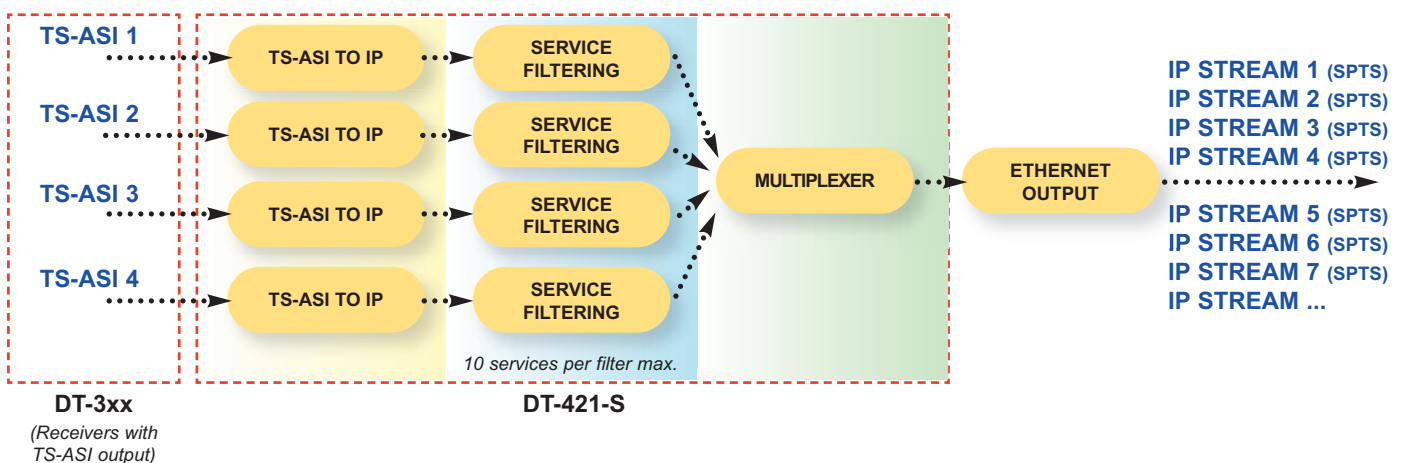 TS-ASI 1
TS-ASI TO IP
SERVICE
FILTERING
TS-ASI 2
TS-ASI TO IP
SERVICE
FILTERING
TS-ASI 3
TS-ASI TO IP
SERVICE
FILTERING
TS-ASI 4
TS-ASI TO IP
SERVICE
FILTERING
10 services per filter max.
MULTIPLEXER
ETHERNET
OUTPUT
IP STREAM 1 (SPTS)
IP STREAM 2 (SPTS)
IP STREAM 3 (SPTS)
IP STREAM 4 (SPTS)
IP STREAM 5 (SPTS)
IP STREAM 6 (SPTS)
IP STREAM 7 (SPTS)
IP STREAM ...
DT-3xx
(Receivers with
TS-ASI output)
DT-421-S